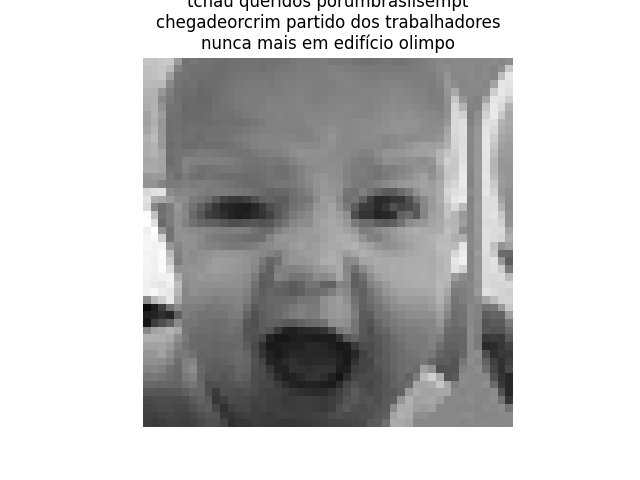 tchau queridos porumbrasilsempt
chegadeorcrim partido dos trabalhadores
nunca mais em edifício olimpo